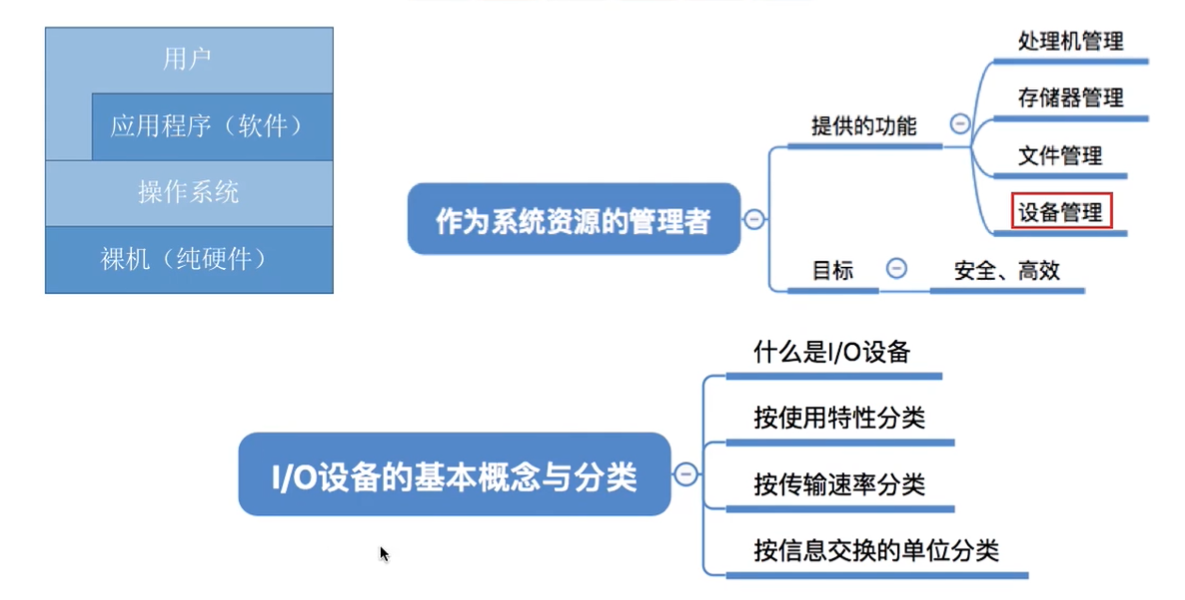 用户
应用程序（软件）
操作系统
裸机（纯硬件）
作为系统资源的管理者
提供的功能
处理机管理
存储器管理
文件管理
设备管理
目标
安全、高效
I/O设备的基本概念与分类
什么是I/O设备
按使用特性分类
按传输速率分类
按信息交换的单位分类